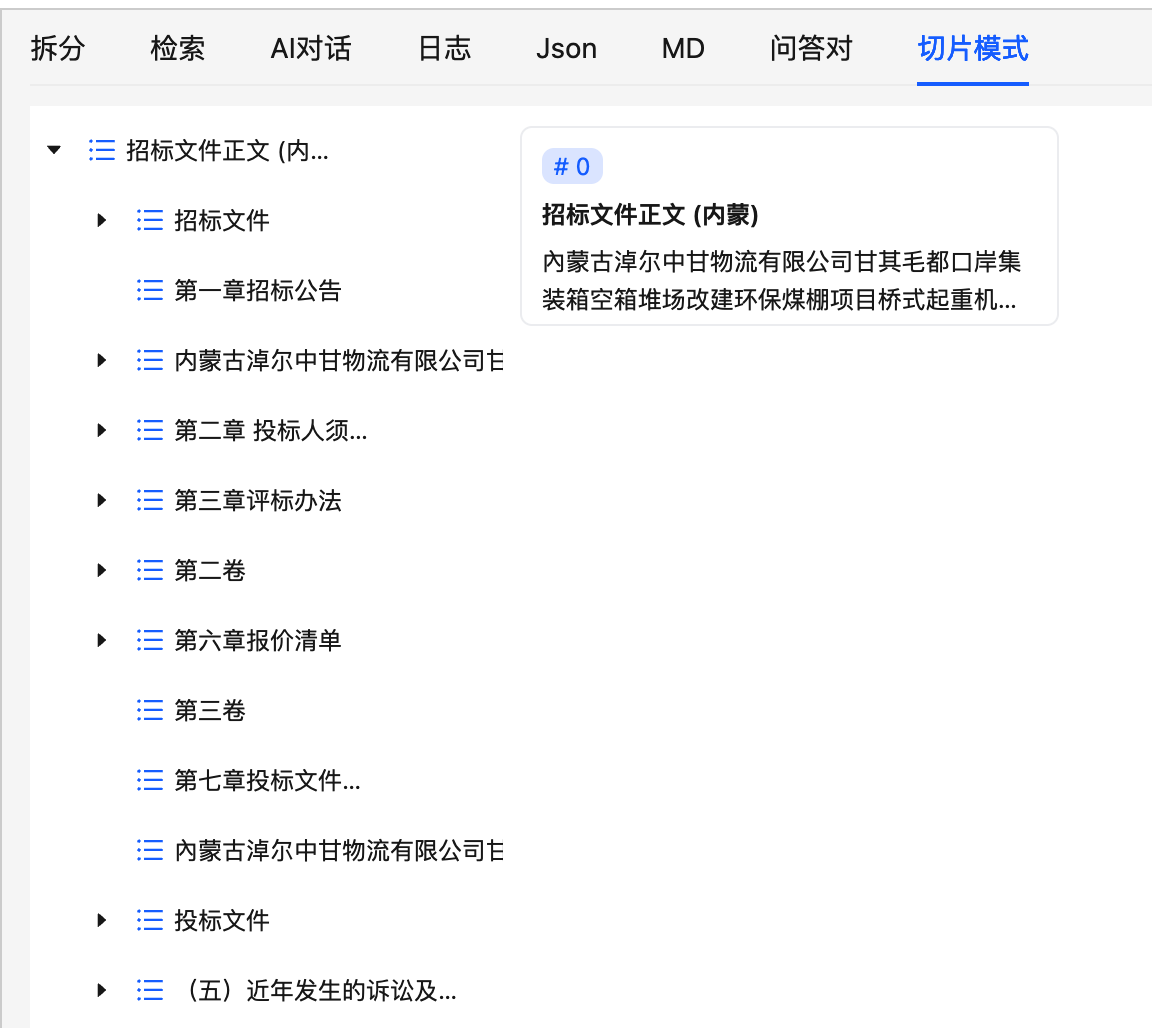 拆分 检索 AI对话 日志 Json MD 问答对 切片模式
招标文件正文 (内...
招标文件
第一章招标公告
内蒙古淖尔中甘物流有限公司甘
第二章 投标人须...
第三章评标办法
第二卷
第六章报价清单
第三卷
第七章投标文件...
內蒙古淖尔中甘物流有限公司甘
投标文件
（五）近年发生的诉讼及...
# 0
招标文件正文 (内蒙)
內蒙古淖尔中甘物流有限公司甘其毛都口岸集
装箱空箱堆场改建环保煤棚项目桥式起重机...